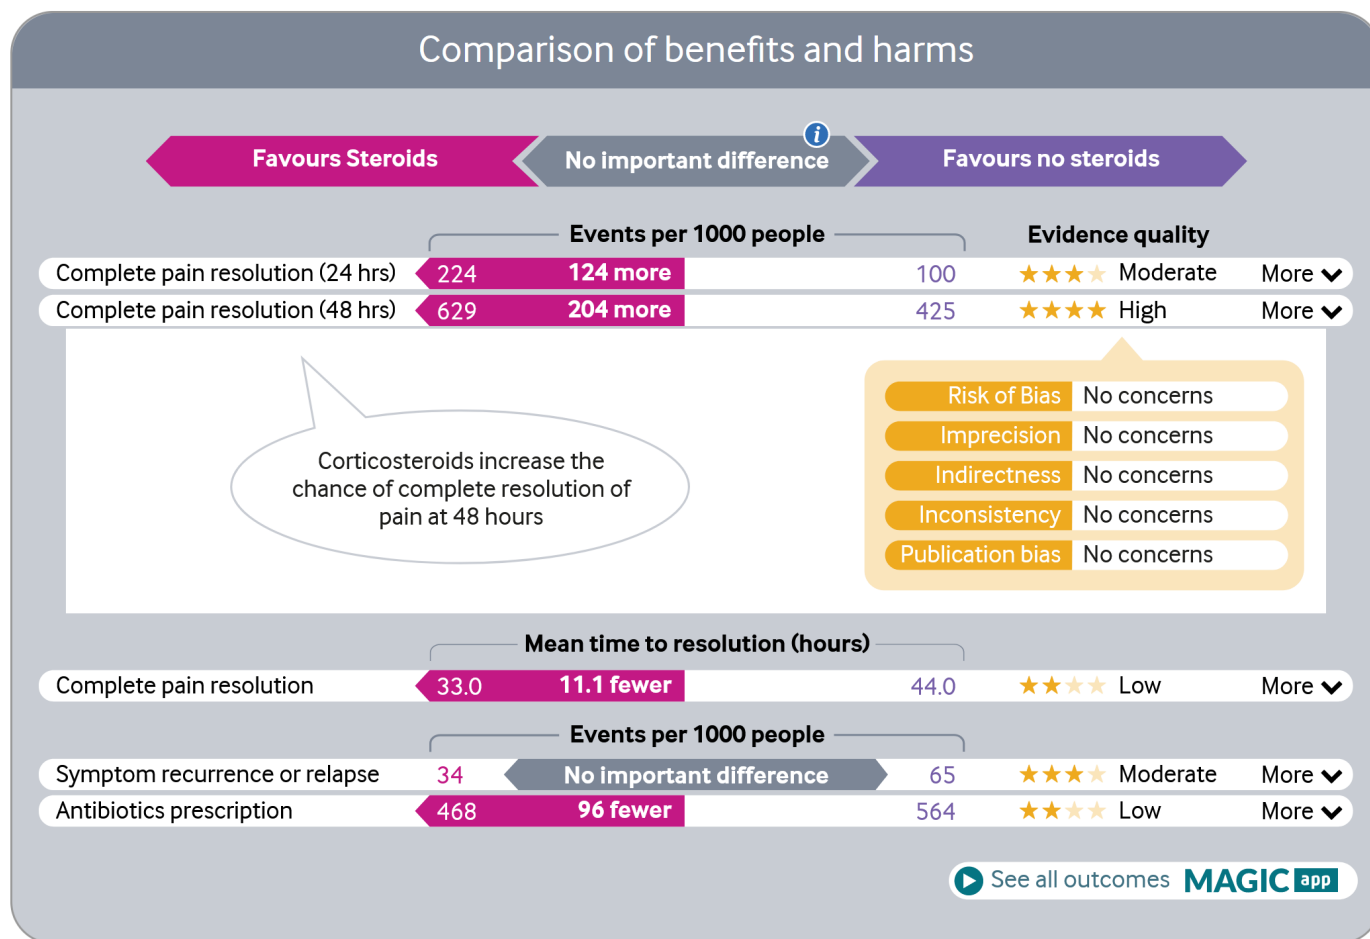 Comparison of benefits and harms
Favours Steroids No important difference i Favours no steroids
Events per 1000 people Evidence quality
Complete pain resolution (24 hrs) 224 124 more 100 Moderate More
Complete pain resolution (48 hrs) 629 204 more 425 High More
Corticosteroids increase the
chance of complete resolution of
pain at 48 hours
Risk of Bias No concerns
Imprecision No concerns
Indirectness No concerns
Inconsistency No concerns
Publication bias No concerns
Mean time to resolution (hours)
Complete pain resolution 33.0 11.1 fewer 44.0 Low More
Events per 1000 people
Symptom recurrence or relapse 34 No important difference 65 Moderate More
Antibiotics prescription 468 96 fewer 564 Low More
See all outcomes MAGIC app